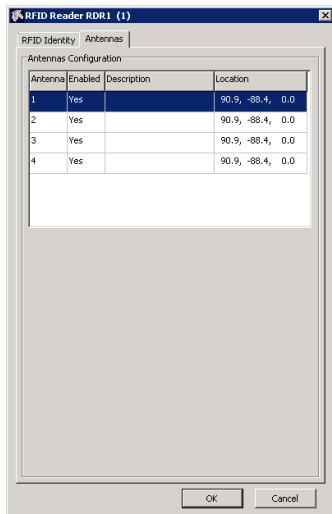 RFID Reader RDR1 (1)
RFID Identity Antennas
Antennas Configuration
Antenna Enabled Description Location
1 Yes 90.9, -88.4, 0.0
2 Yes 90.9, -88.4, 0.0
3 Yes 90.9, -88.4, 0.0
4 Yes 90.9, -88.4, 0.0
OK Cancel